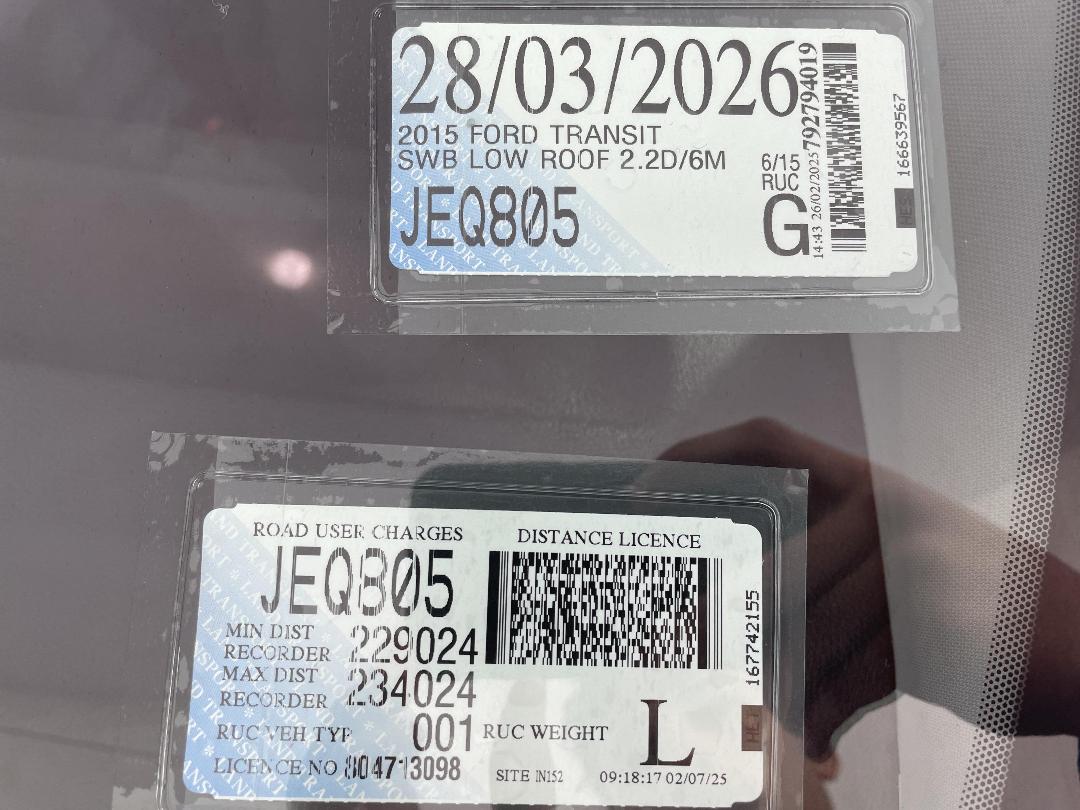 28/03/2026
2015 FORD TRANSIT
SWB LOW ROOF 2.2D/6M
6/15
RUC
JEQ805
G
14:43 26/02/2025 792794019
166639567
ROAD USER CHARGES
DISTANCE LICENCE
JEQ805
MIN DIST
RECORDER 229024
MAX DIST
RECORDER 234024
RUC VEH TYP 001
RUC WEIGHT L
LICENCE NO 804713098
SITE IN152 09:18:17 02/07/25
167742155